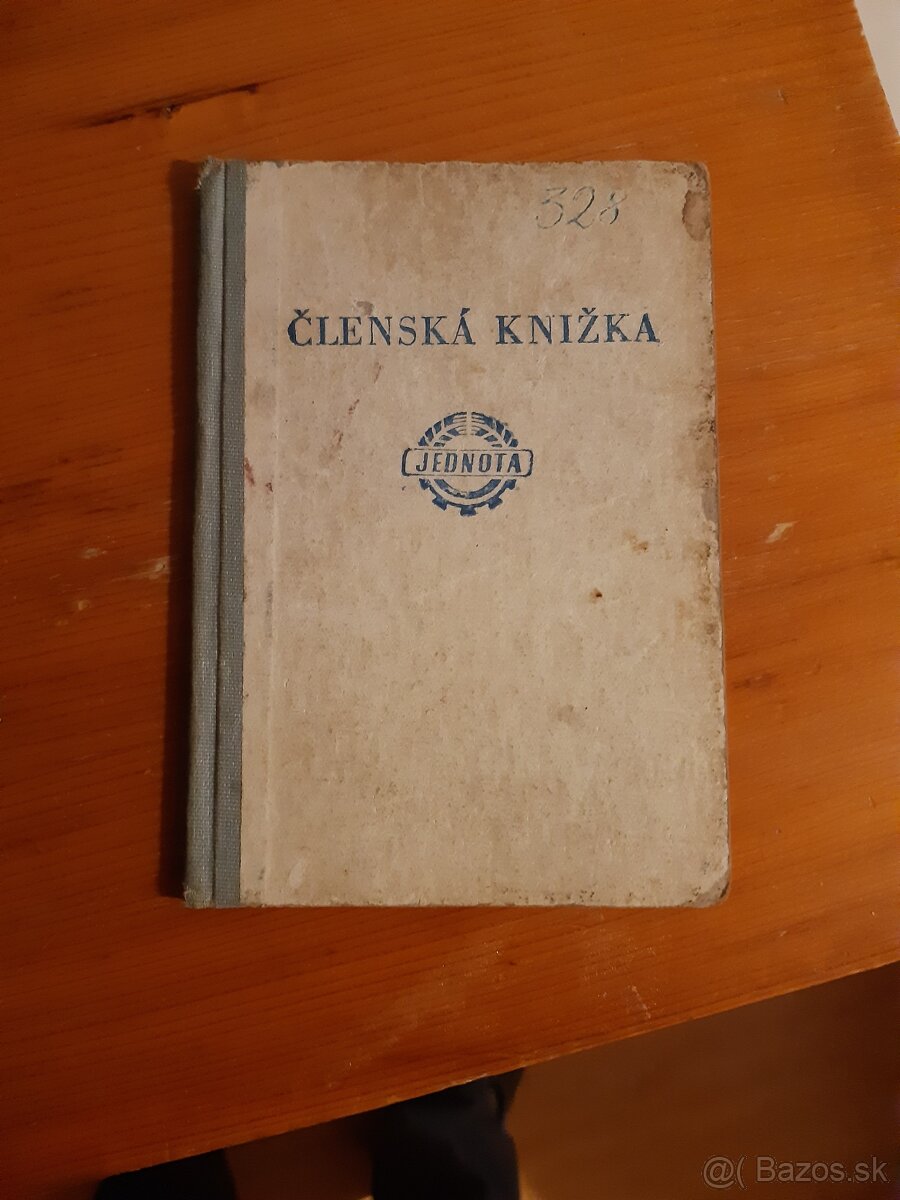 328
ČLENSKÁ KNIŽKA
JEDNOTA
@( Bazos.sk